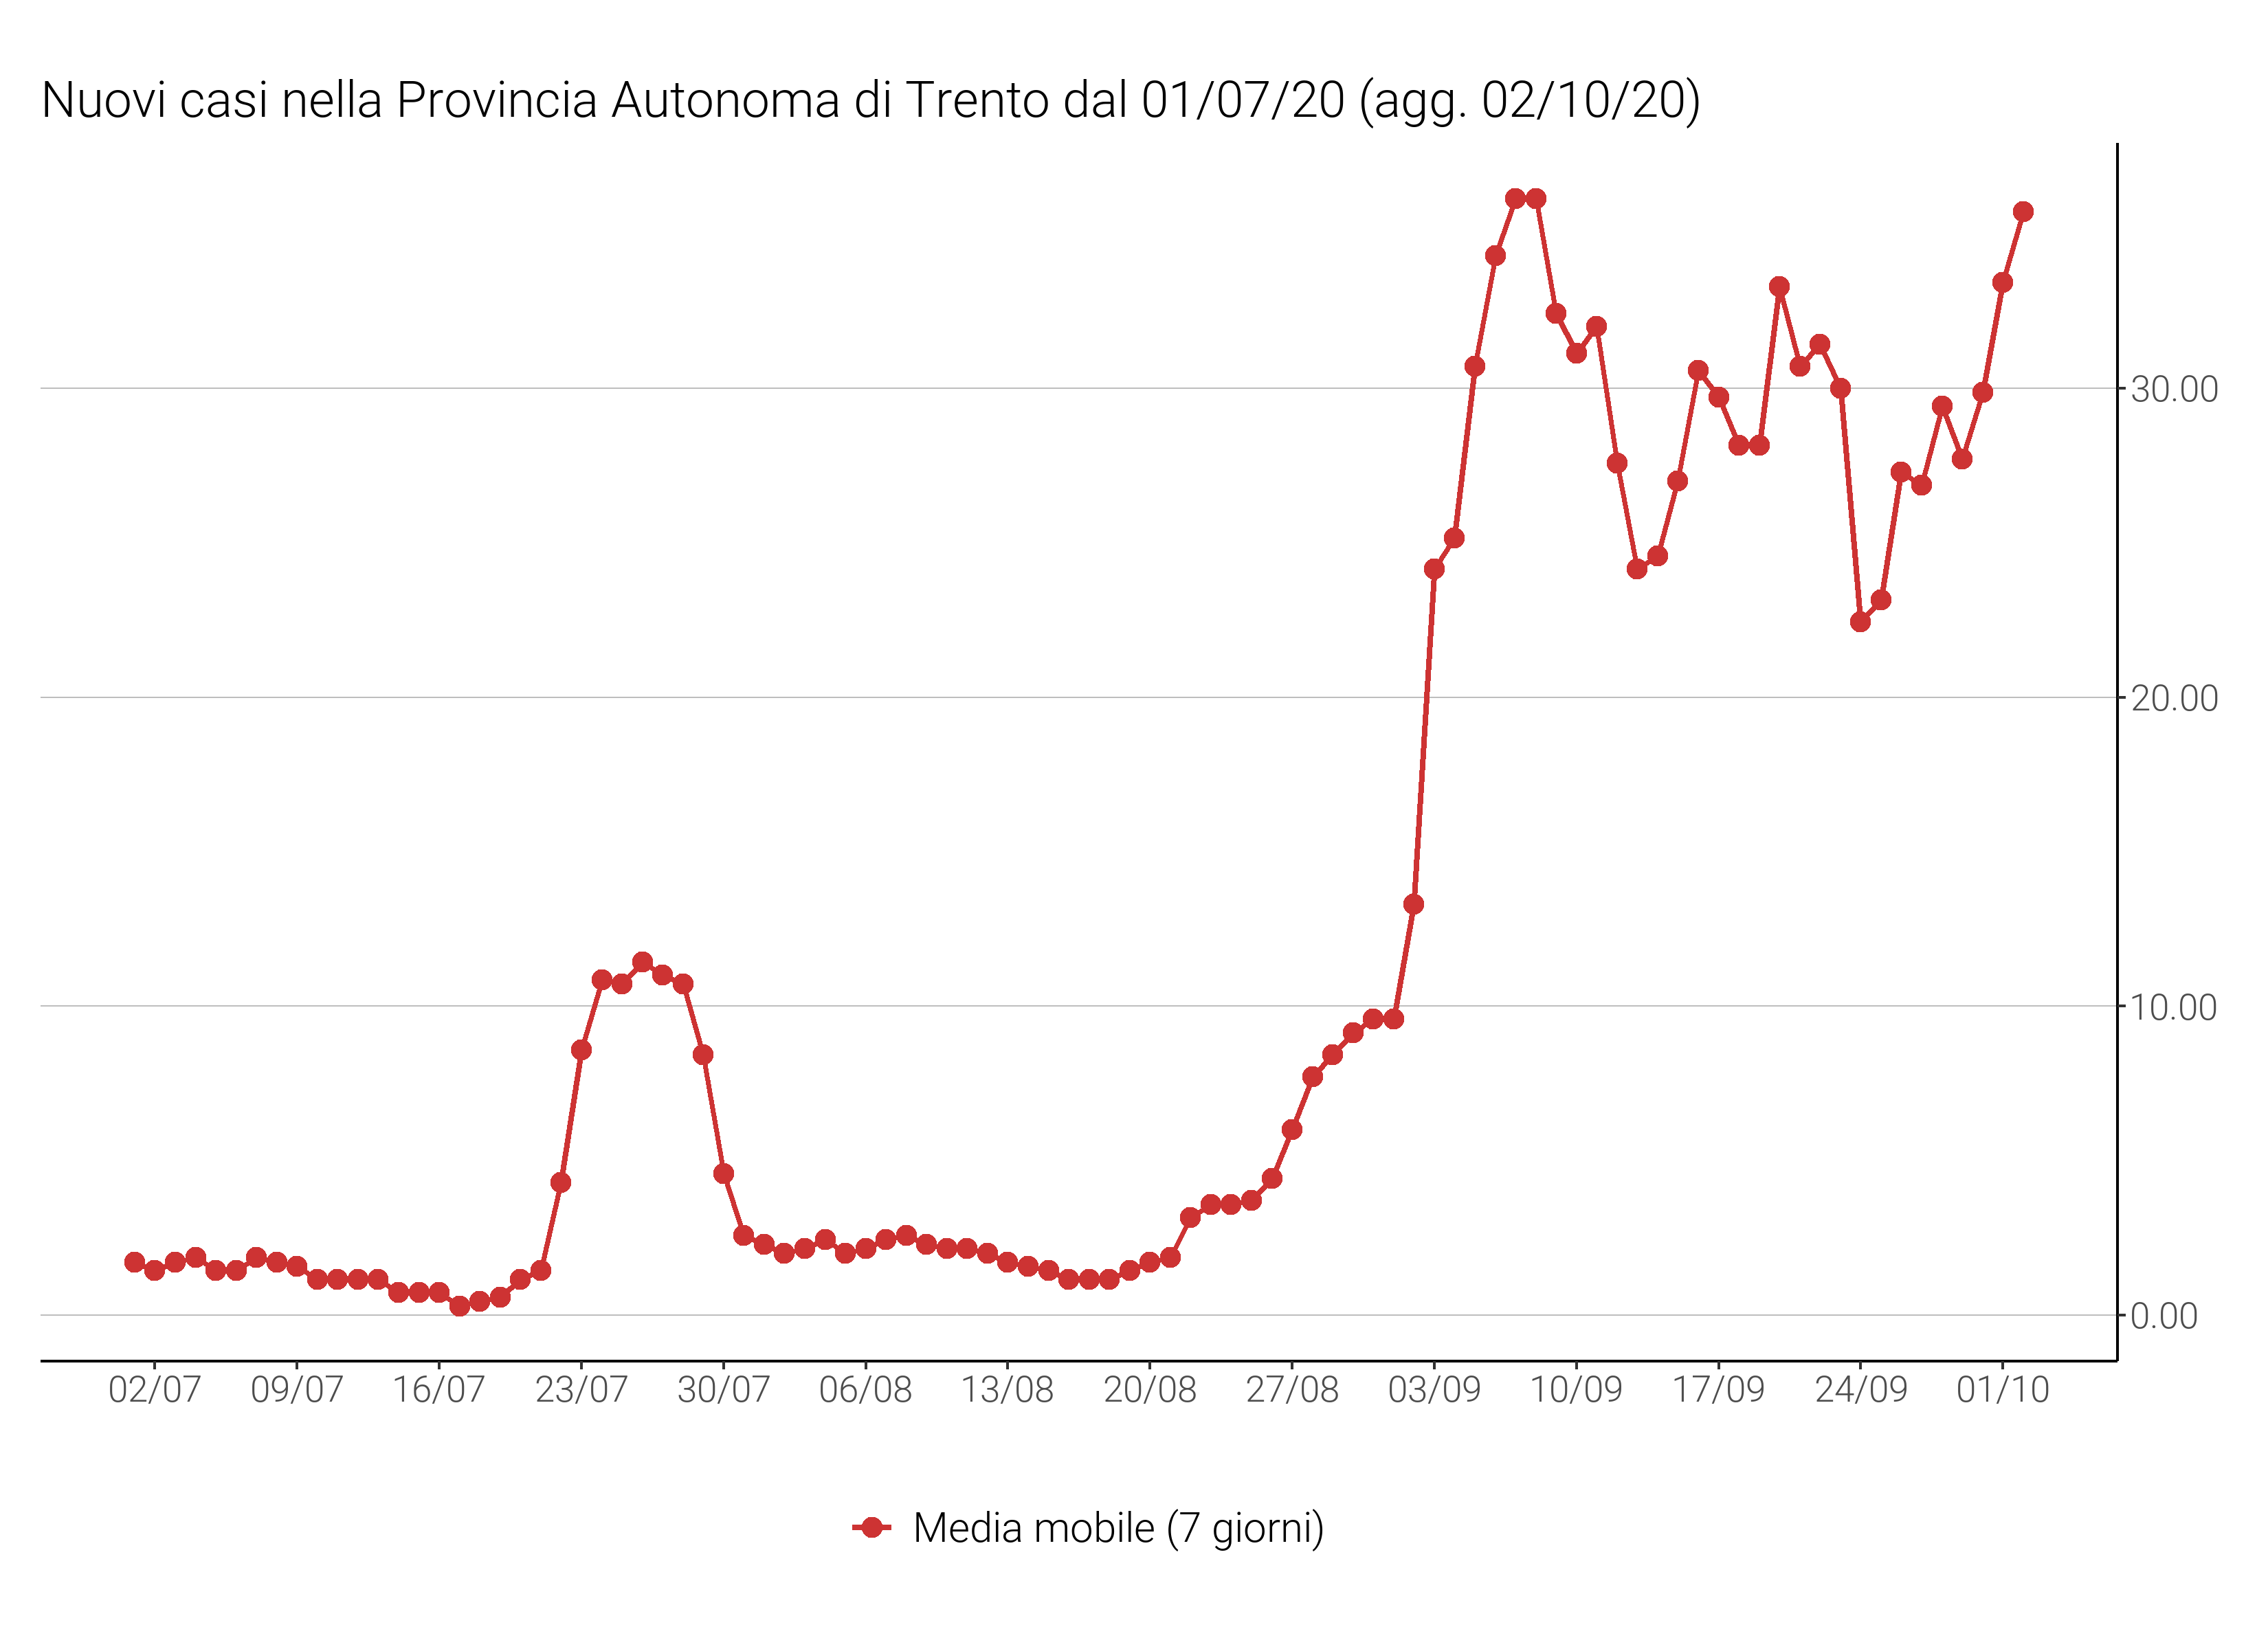 Nuovi casi nella Provincia Autonoma di Trento dal 01/07/20 (agg. 02/10/20)
30.00
20.00
10.00
0.00
02/07 09/07 16/07 23/07 30/07 06/08 13/08 20/08 27/08 03/09 10/09 17/09 24/09 01/10
Media mobile (7 giorni)